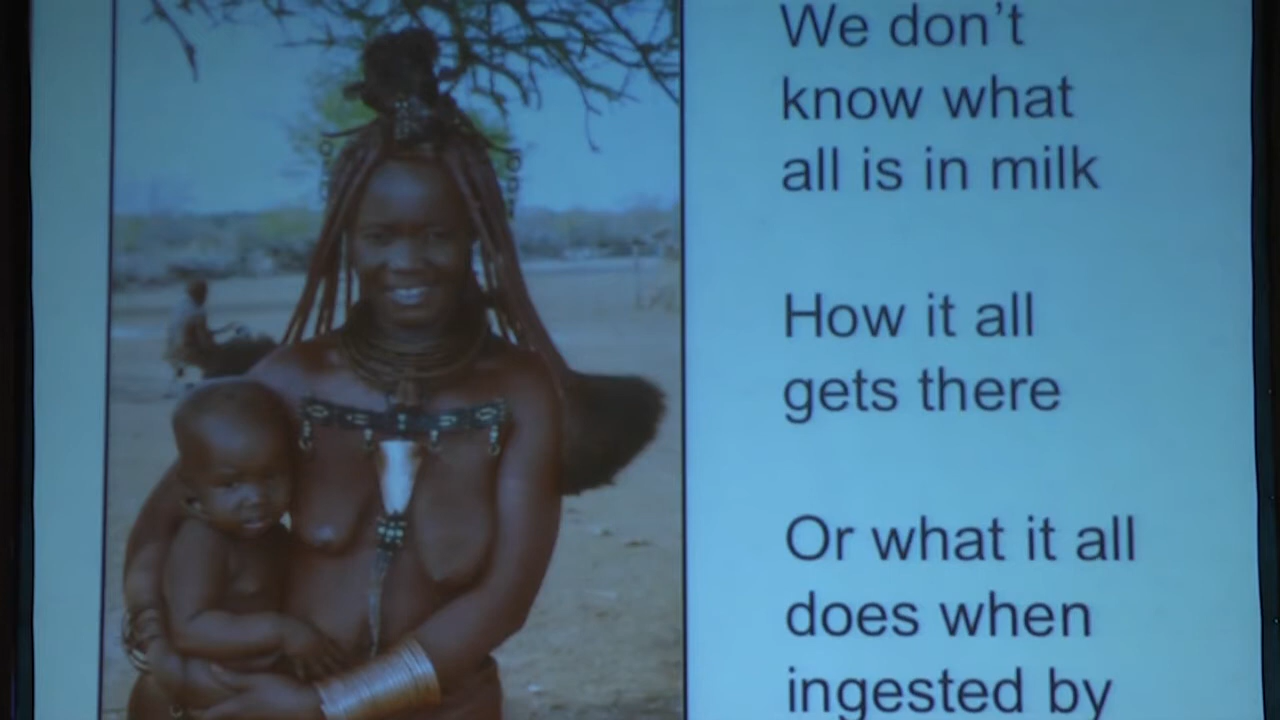 We don't
know what
all is in milk
How it all
gets there
Or what it all
does when
ingested by